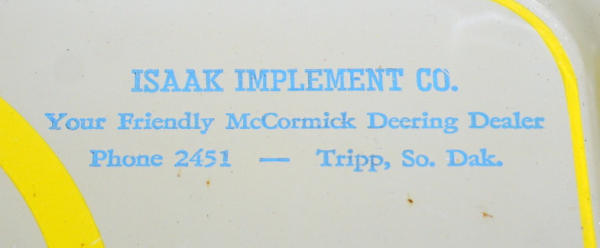 ISAAK IMPLEMENT CO.
Your Friendly McCormick Deering Dealer
Phone 2451 — Tripp, So. Dak.